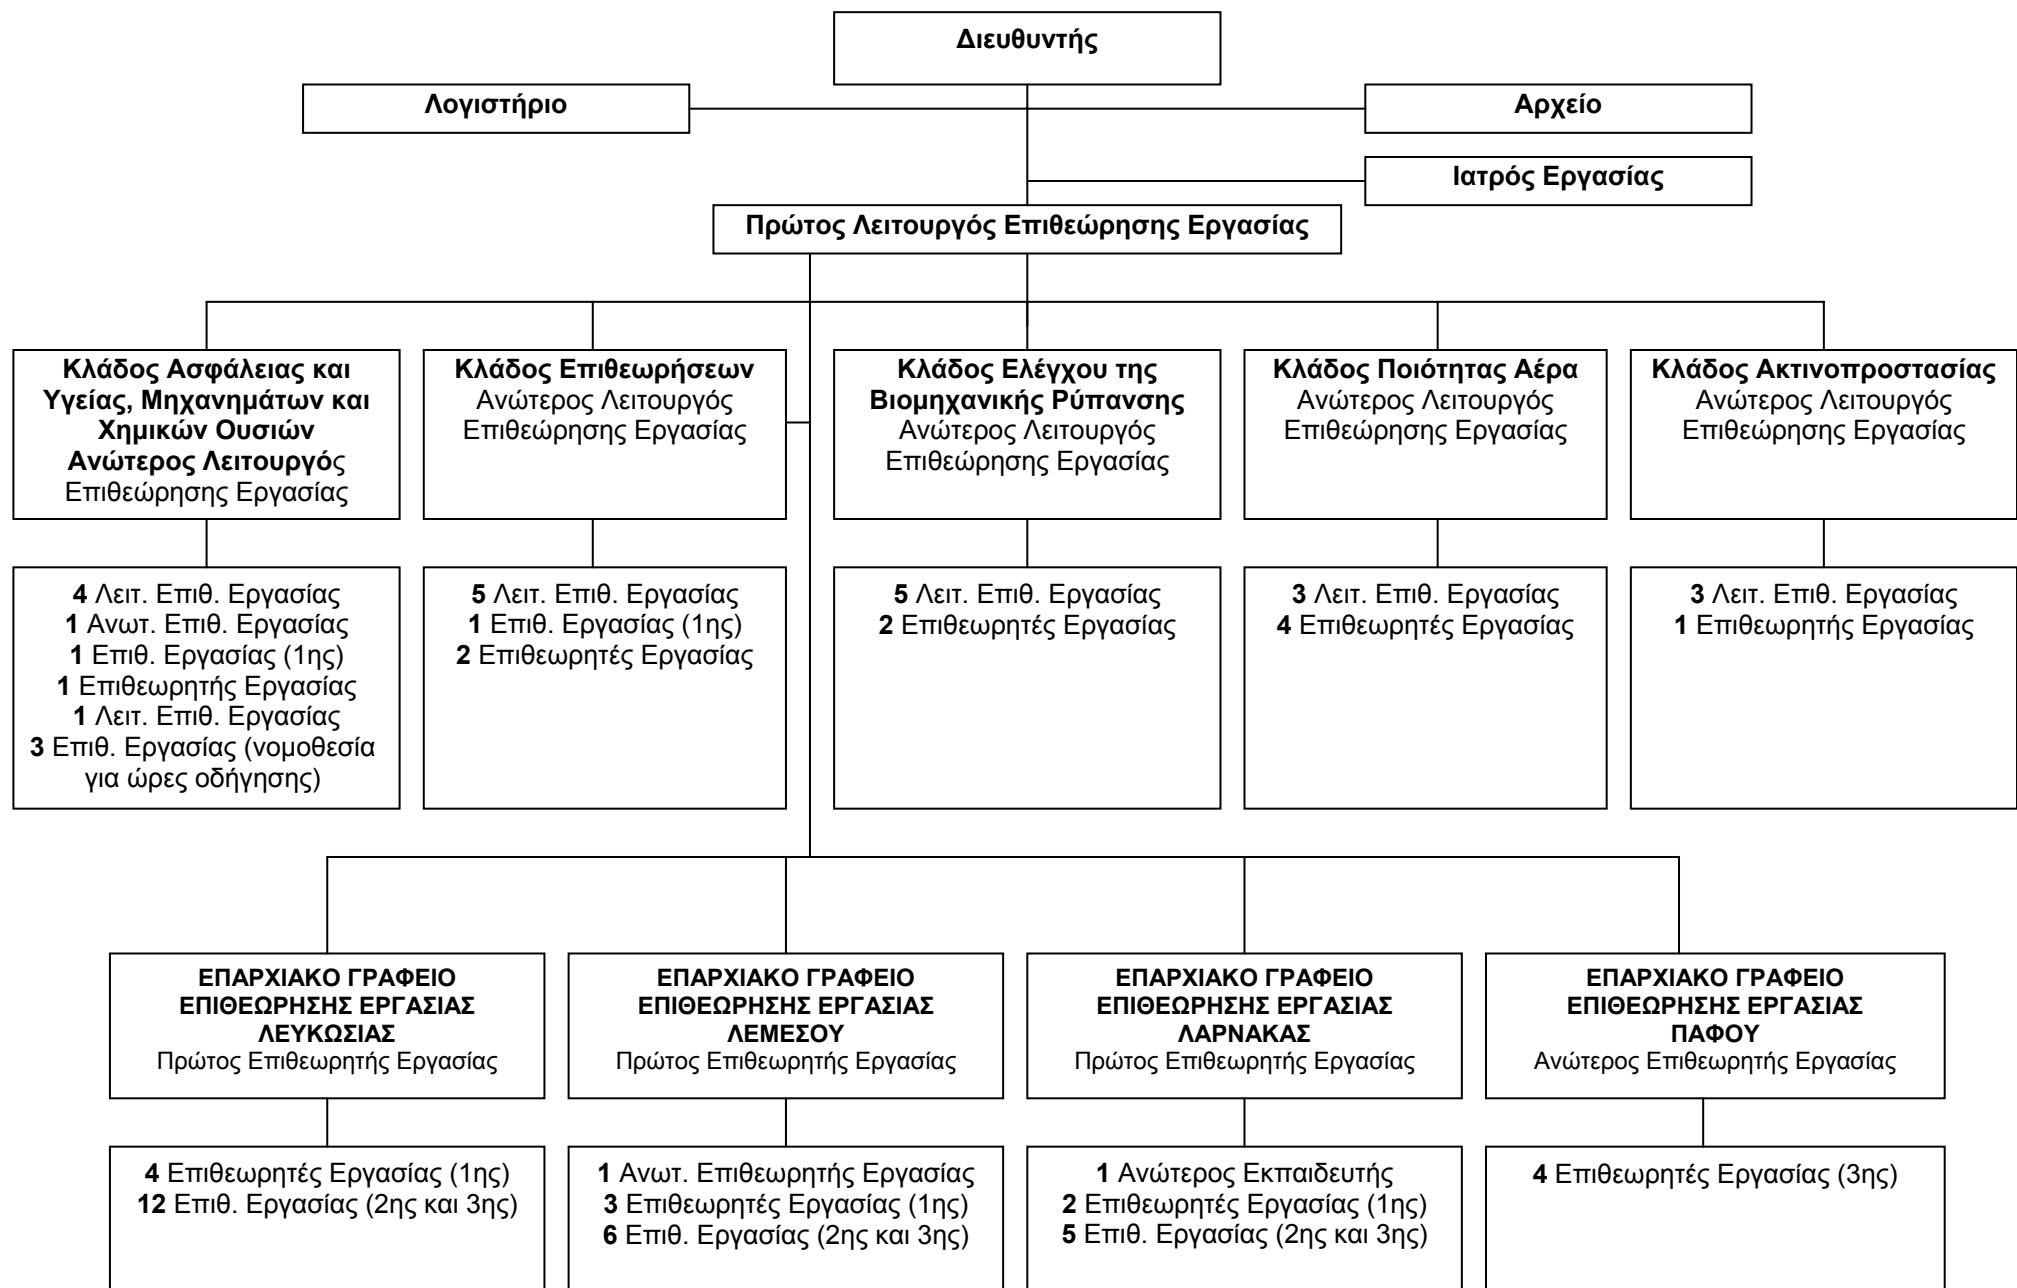 Διευθυντής
Λογιστήριο
Αρχείο
Ιατρός Εργασίας
Πρώτος Λειτουργός Επιθεώρησης Εργασίας
Κλάδος Ασφάλειας και
Υγείας, Μηχανημάτων και
Χημικών Ουσιών
Ανώτερος Λειτουργός
Επιθεώρησης Εργασίας
Κλάδος Επιθεωρήσεων
Ανώτερος Λειτουργός
Επιθεώρησης Εργασίας
Κλάδος Ελέγχου της
Βιομηχανικής Ρύπανσης
Ανώτερος Λειτουργός
Επιθεώρησης Εργασίας
Κλάδος Ποιότητας Αέρα
Ανώτερος Λειτουργός
Επιθεώρησης Εργασίας
Κλάδος Ακτινοπροστασίας
Ανώτερος Λειτουργός
Επιθεώρησης Εργασίας
4 Λειτ. Επιθ. Εργασίας
1 Ανωτ. Επιθ. Εργασίας
1 Επιθ. Εργασίας (1ης)
1 Επιθεωρητής Εργασίας
1 Λειτ. Επιθ. Εργασίας
3 Επιθ. Εργασίας (νομοθεσία
για ώρες οδήγησης)
5 Λειτ. Επιθ. Εργασίας
1 Επιθ. Εργασίας (1ης)
2 Επιθεωρητές Εργασίας
5 Λειτ. Επιθ. Εργασίας
2 Επιθεωρητές Εργασίας
3 Λειτ. Επιθ. Εργασίας
4 Επιθεωρητές Εργασίας
3 Λειτ. Επιθ. Εργασίας
1 Επιθεωρητής Εργασίας
ΕΠΑΡΧΙΑΚΟ ΓΡΑΦΕΙΟ
ΕΠΙΘΕΩΡΗΣΗΣ ΕΡΓΑΣΙΑΣ
ΛΕΥΚΩΣΙΑΣ
Πρώτος Επιθεωρητής Εργασίας
ΕΠΑΡΧΙΑΚΟ ΓΡΑΦΕΙΟ
ΕΠΙΘΕΩΡΗΣΗΣ ΕΡΓΑΣΙΑΣ
ΛΕΜΕΣΟΥ
Πρώτος Επιθεωρητής Εργασίας
ΕΠΑΡΧΙΑΚΟ ΓΡΑΦΕΙΟ
ΕΠΙΘΕΩΡΗΣΗΣ ΕΡΓΑΣΙΑΣ
ΛΑΡΝΑΚΑΣ
Πρώτος Επιθεωρητής Εργασίας
ΕΠΑΡΧΙΑΚΟ ΓΡΑΦΕΙΟ
ΕΠΙΘΕΩΡΗΣΗΣ ΕΡΓΑΣΙΑΣ
ΠΑΦΟΥ
Ανώτερος Επιθεωρητής Εργασίας
4 Επιθεωρητές Εργασίας (1ης)
12 Επιθ. Εργασίας (2ης και 3ης)
1 Ανωτ. Επιθεωρητής Εργασίας
3 Επιθεωρητές Εργασίας (1ης)
6 Επιθ. Εργασίας (2ης και 3ης)
1 Ανώτερος Εκπαιδευτής
2 Επιθεωρητές Εργασίας (1ης)
5 Επιθ. Εργασίας (2ης και 3ης)
4 Επιθεωρητές Εργασίας (3ης)